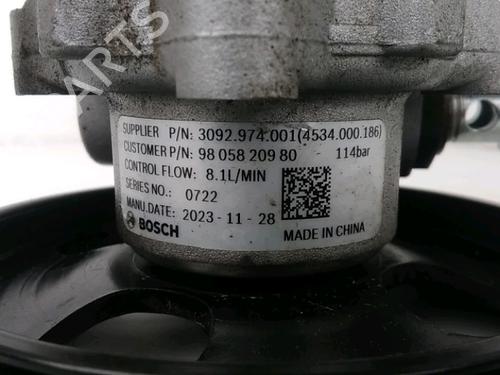 PARTS
SUPPLIER P/N: 3092.974.001(4534.000.186)
CUSTOMER P/N: 98 058 209 80 114bar
CONTROL FLOW: 8.1L/MIN
SERIES NO.: 0722
MANU.DATE: 2023-11-28
BOSCH MADE IN CHINA